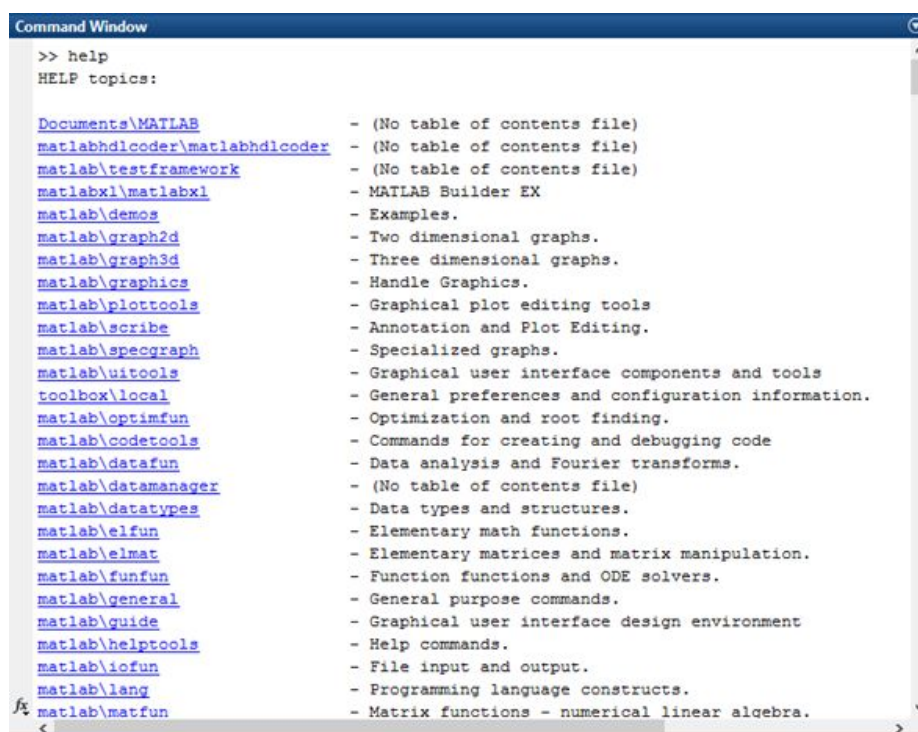 Command Window
>> help
HELP topics:
Documents\MATLAB - (No table of contents file)
matlabhdlcoder\matlabhdlcoder - (No table of contents file)
matlab\testframework - (No table of contents file)
matlabxl\matlabxl - MATLAB Builder EX
matlab\demos - Examples.
matlab\graph2d - Two dimensional graphs.
matlab\graph3d - Three dimensional graphs.
matlab\graphics - Handle Graphics.
matlab\plottools - Graphical plot editing tools
matlab\scribe - Annotation and Plot Editing.
matlab\specgraph - Specialized graphs.
matlab\uitools - Graphical user interface components and tools
toolbox\local - General preferences and configuration information.
matlab\optimfun - Optimization and root finding.
matlab\codetools - Commands for creating and debugging code
matlab\datafun - Data analysis and Fourier transforms.
matlab\datamanager - (No table of contents file)
matlab\datatypes - Data types and structures.
matlab\elfun - Elementary math functions.
matlab\elmat - Elementary matrices and matrix manipulation.
matlab\funfun - Function functions and ODE solvers.
matlab\general - General purpose commands.
matlab\guide - Graphical user interface design environment
matlab\helptools - Help commands.
matlab\iofun - File input and output.
matlab\lang - Programming language constructs.
fx matlab\matfun - Matrix functions - numerical linear algebra.